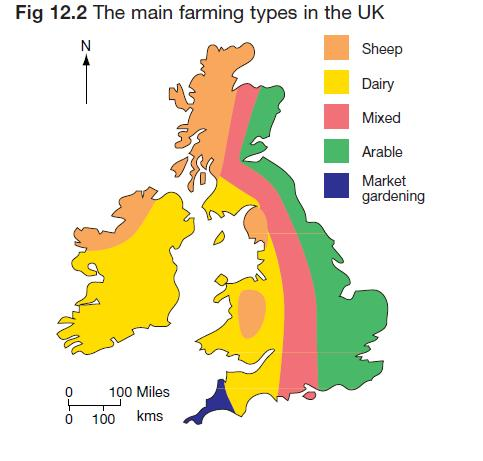 Fig 12.2 The main farming types in the UK
N
Sheep
Dairy
Mixed
Arable
Market
gardening
0 100 Miles
0 100 kms